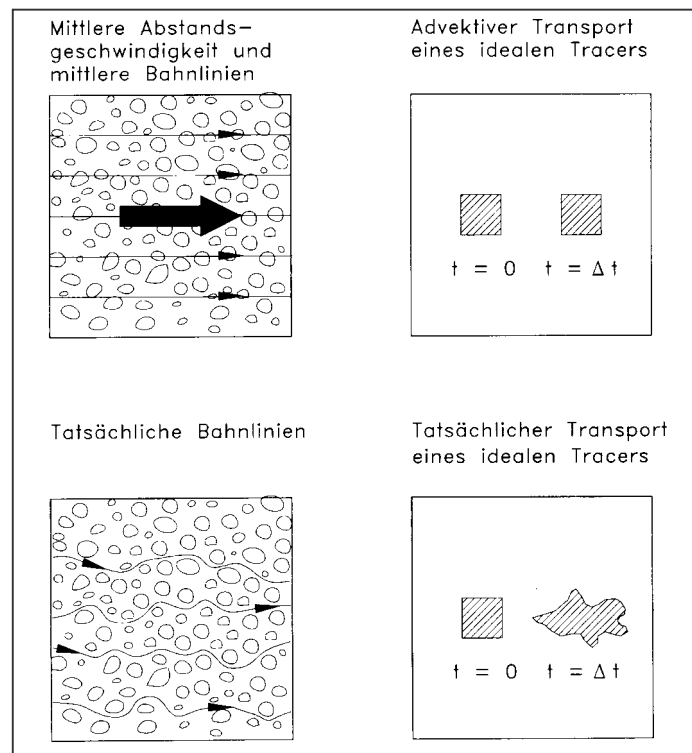 Mittlere Abstands-
geschwindigkeit und
mittlere Bahnlinien
Advektiver Transport
eines idealen Tracers
t = 0 t = Δt
Tatsächliche Bahnlinien
Tatsächlicher Transport
eines idealen Tracers
t = 0 t = Δt